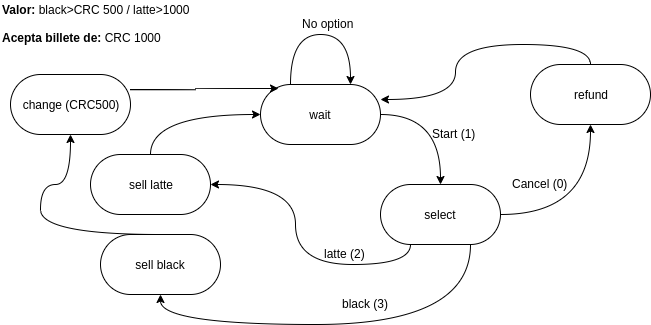 Valor: black>CRC 500 / latte>1000
Acepta billete de: CRC 1000
No option
change (CRC500)
wait
refund
Start (1)
sell latte
Cancel (0)
select
latte (2)
sell black
black (3)